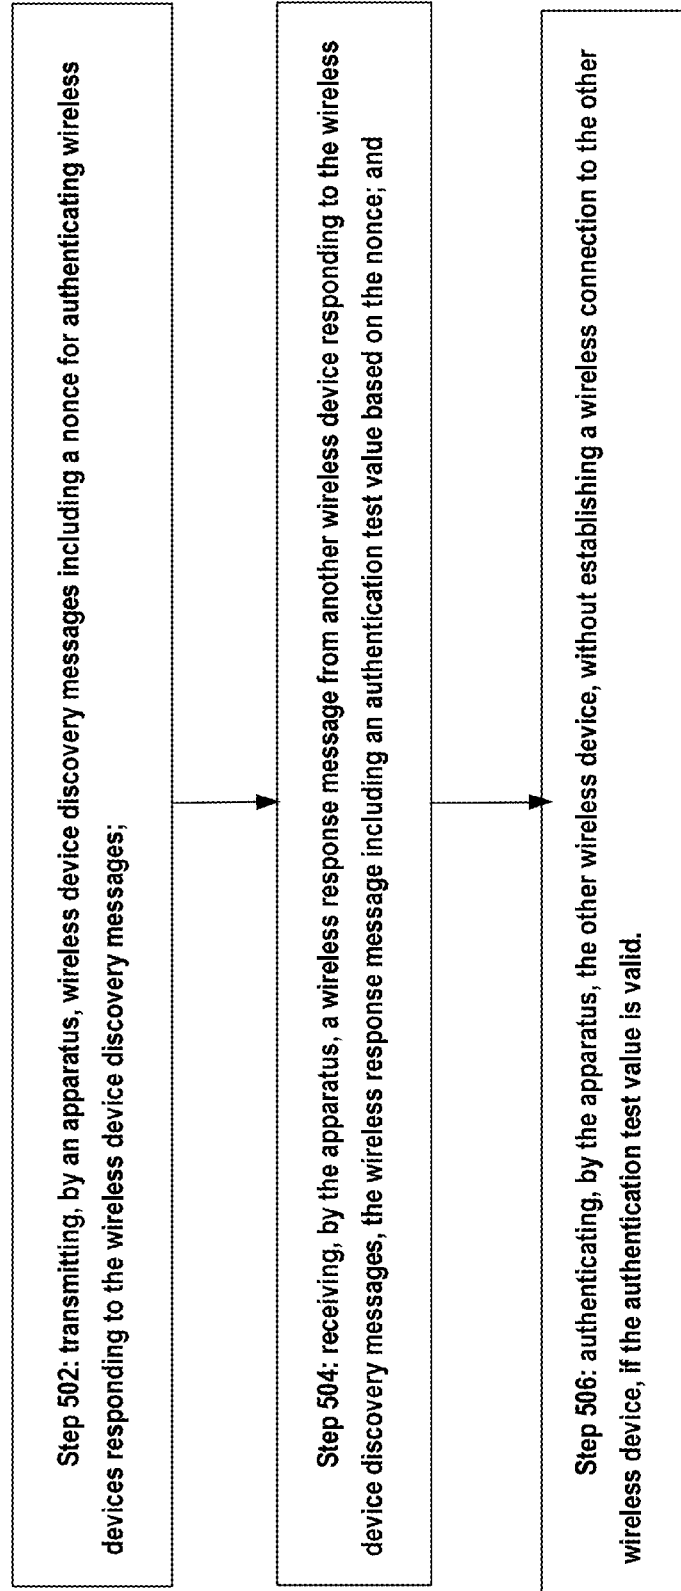 Step 502: transmitting, by an apparatus, wireless device discovery messages including a nonce for authenticating wireless
devices responding to the wireless device discovery messages;
Step 504: receiving, by the apparatus, a wireless response message from another wireless device responding to the wireless
device discovery messages, the wireless response message including an authentication test value based on the nonce; and
Step 506: authenticating, by the apparatus, the other wireless device, without establishing a wireless connection to the other
wireless device, if the authentication test value is valid.